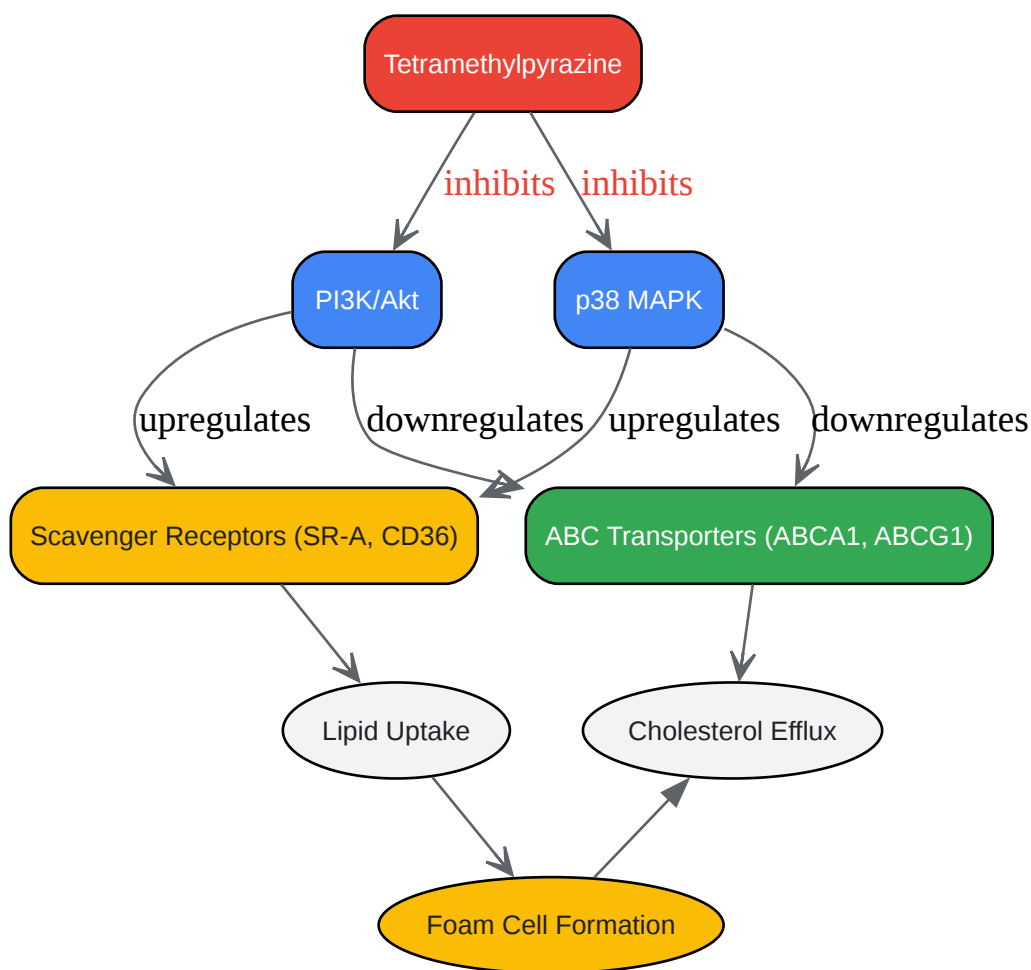 Tetramethylpyrazine
inhibits
inhibits
PI3K/Akt
p38 MAPK
upregulates
downregulates
upregulates
downregulates
Scavenger Receptors (SR-A, CD36)
ABC Transporters (ABCA1, ABCG1)
Lipid Uptake
Cholesterol Efflux
Foam Cell Formation